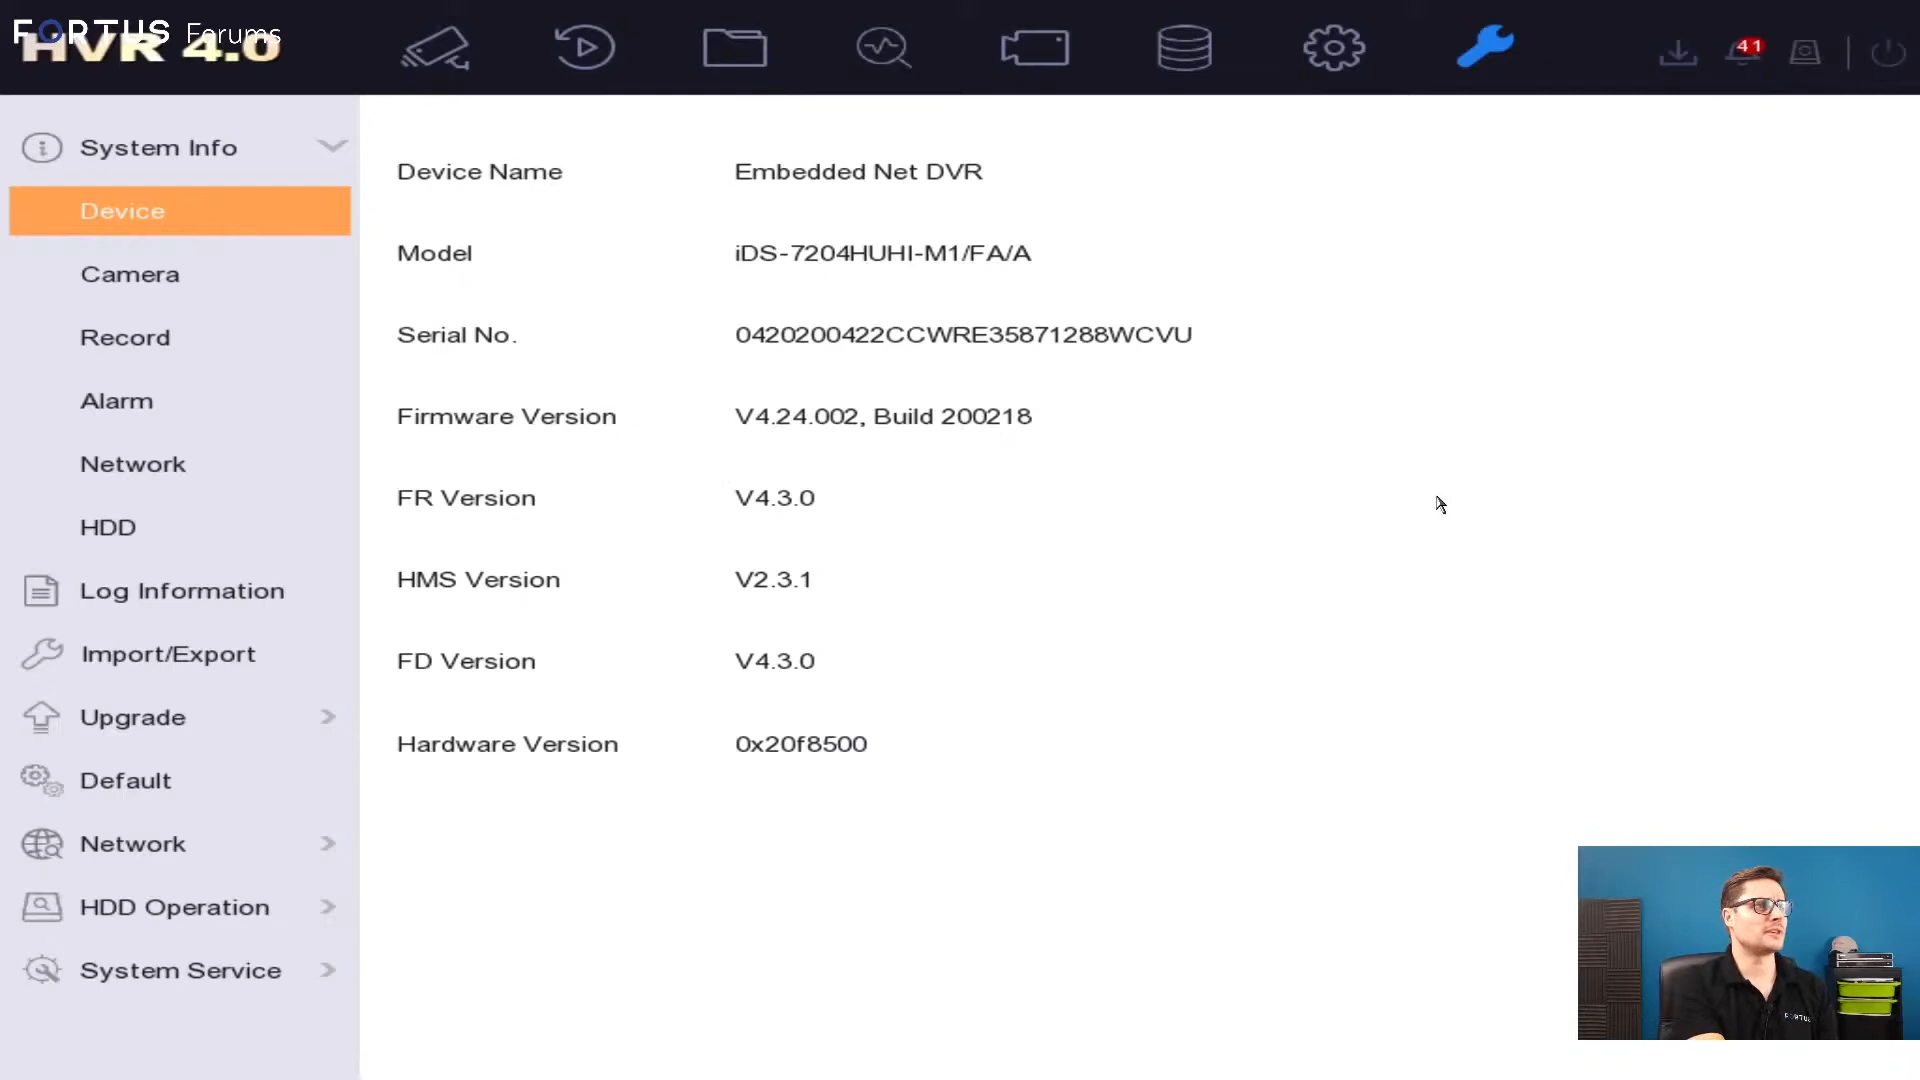 FORTUS Forums
HVR 4.0
41
System Info
Device
Camera
Record
Alarm
Network
HDD
Log Information
Import/Export
Upgrade
Default
Network
HDD Operation
System Service
Device Name Embedded Net DVR
Model iDS-7204HUHI-M1/FA/A
Serial No. 0420200422CCWRE35871288WCVU
Firmware Version V4.24.002, Build 200218
FR Version V4.3.0
HMS Version V2.3.1
FD Version V4.3.0
Hardware Version 0x20f8500
FORTUS